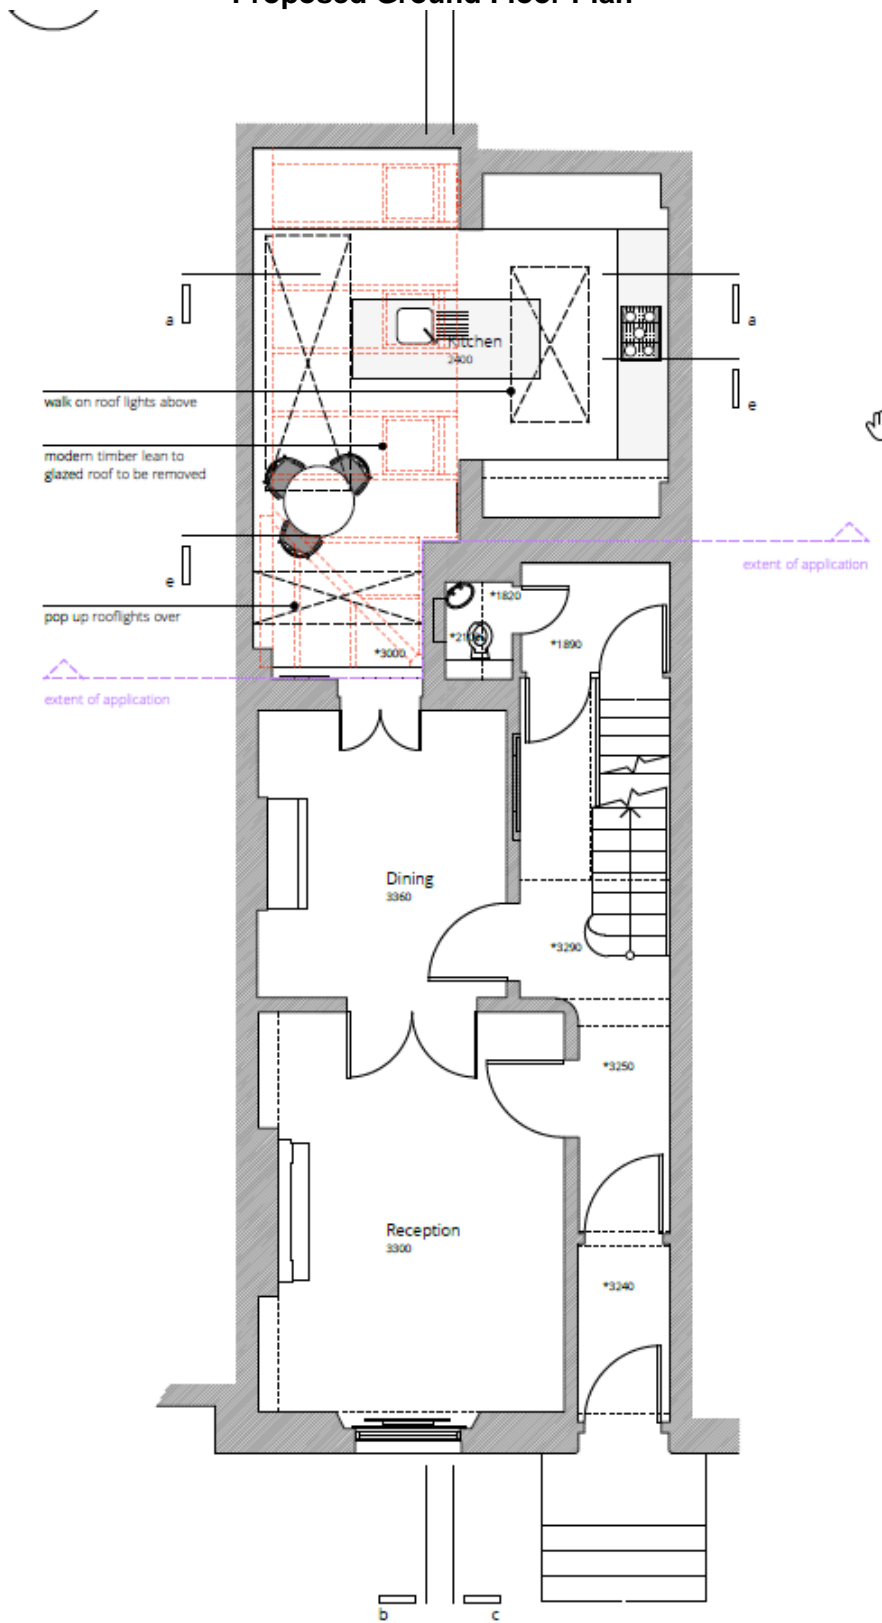 Proposed Ground Floor Plan
a
a
Kitchen
2400
e
walk on roof lights above
modern timber lean to
glazed roof to be removed
extent of application
e
*1820
pop up rooflights over
*1890
*3000
extent of application
Dining
3360
*3290
*3250
Reception
3300
*3240
b
c